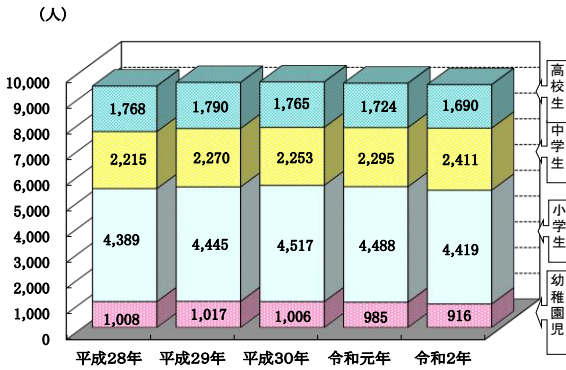 （人）
10,000
9,000
8,000
7,000
6,000
5,000
4,000
3,000
2,000
1,000
0
1,768 1,790 1,765 1,724 1,690
2,215 2,270 2,253 2,295 2,411
4,389 4,445 4,517 4,488 4,419
1,008 1,017 1,006 985 916
平成28年 平成29年 平成30年 令和元年 令和2年
高校生
中学生
小学生
幼稚園児